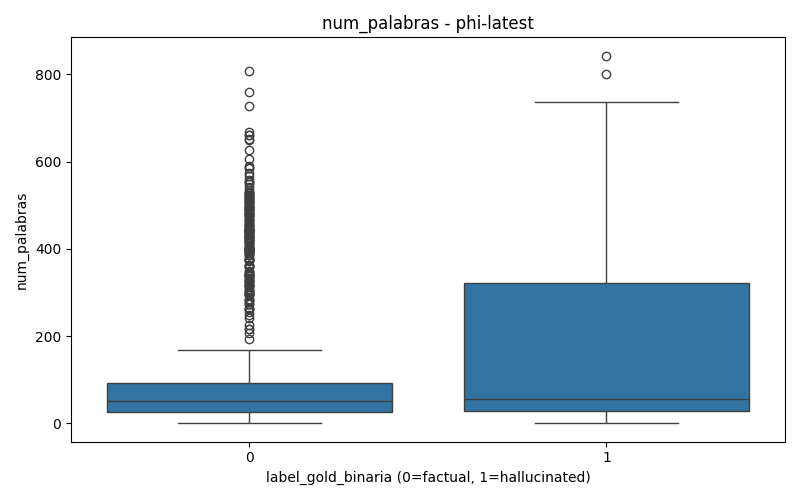 num_palabras - phi-latest
num_palabras
800
600
400
200
0
0
1
label_gold_binaria (0=factual, 1=hallucinated)